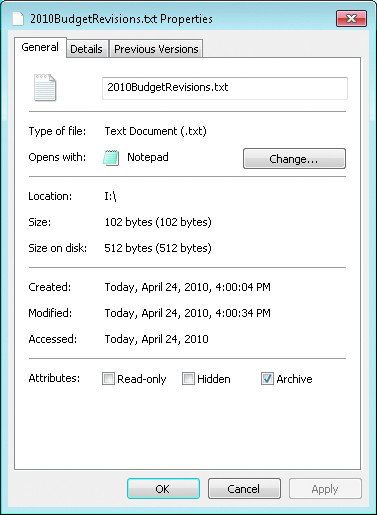 2010BudgetRevisions.txt Properties
General Details Previous Versions
2010BudgetRevisions.txt
Type of file: Text Document (.txt)
Opens with: Notepad Change...
Location: I:\
Size: 102 bytes (102 bytes)
Size on disk: 512 bytes (512 bytes)
Created: Today, April 24, 2010, 4:00:04 PM
Modified: Today, April 24, 2010, 4:00:34 PM
Accessed: Today, April 24, 2010
Attributes: Read-only Hidden Archive
OK Cancel Apply